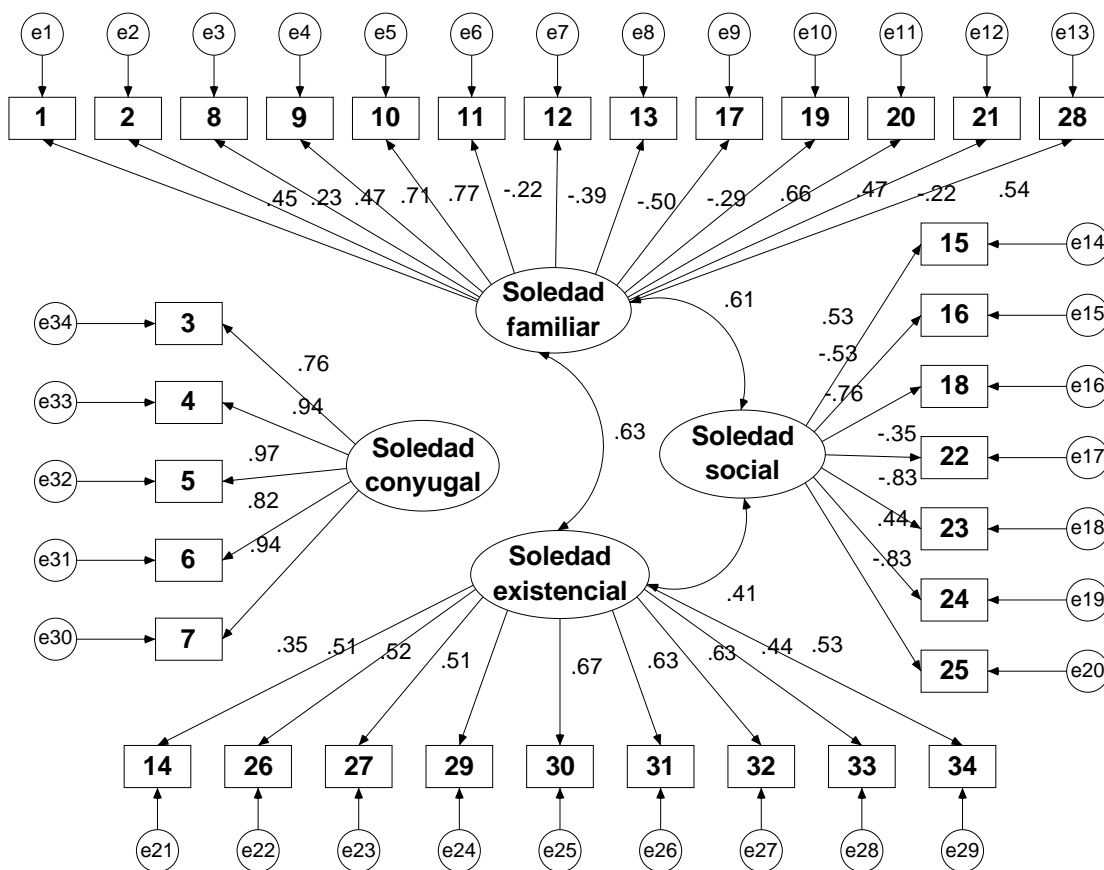 e1 e2 e3 e4 e5 e6 e7 e8 e9 e10 e11 e12 e13
1 2 8 9 10 11 12 13 17 19 20 21 28
.45 .23 .47 .71 .77 -.22 -.39 -.50 -.29 .66 .47 -.22 .54
15 e14
Soledad
familiar
.61
e34 3
.53
16 e15
.76
-.53
e33 4
-.76
18 e16
.94
Soledad
conyugal
.63
Soledad
social
-.35
22 e17
.97
e32 5
-.83
.82
.44
23 e18
e31 6
.94
-.83
Soledad
existencial
.41
24 e19
e30 7
25 e20
.35 .51 .52 .51 .67 .63 .63 .44 .53
14 26 27 29 30 31 32 33 34
e21 e22 e23 e24 e25 e26 e27 e28 e29